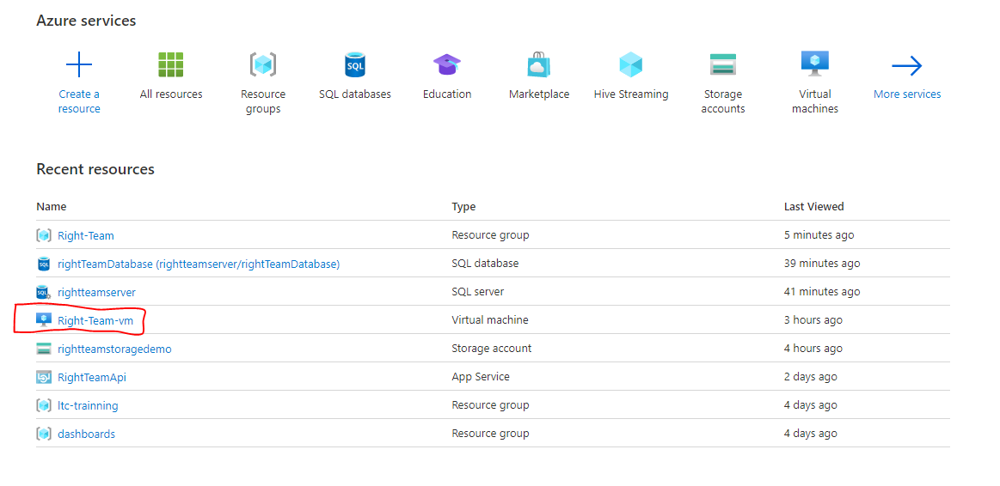 Azure services
Create a
resource
All resources
Resource
groups
SQL databases
Education
Marketplace
Hive Streaming
Storage
accounts
Virtual
machines
More services
Recent resources
Name Type Last Viewed
Right-Team Resource group 5 minutes ago
rightTeamDatabase (rightteamserver/rightTeamDatabase) SQL database 39 minutes ago
rightteamserver SQL server 41 minutes ago
Right-Team-vm Virtual machine 3 hours ago
rightteamstoragedemo Storage account 4 hours ago
RightTeamApi App Service 2 days ago
ltc-trainning Resource group 4 days ago
dashboards Resource group 4 days ago